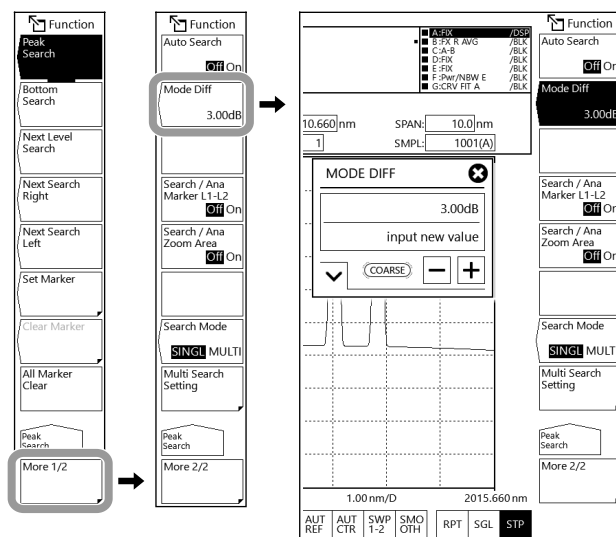 Function
Peak
Search
Bottom
Search
Next Level
Search
Next Search
Right
Next Search
Left
Set Marker
Clear Marker
All Marker
Clear
Peak
Search
More 1/2
Function
Auto Search
Off On
Mode Diff
3.00dB
Search / Ana
Marker L1-L2
Off On
Search / Ana
Zoom Area
Off On
Search Mode
SINGL MULTI
Multi Search
Setting
Peak
Search
More 2/2
A:FIX /DSP
B:FX R AVG /BLK
C:A-B /BLK
D:FIX /BLK
E:FIX /BLK
F:Pwr/NBW E /BLK
G:CRV FIT A /BLK
10.660 nm SPAN: 10.0 nm
1 SMPL: 1001(A)
MODE DIFF
3.00dB
input new value
COARSE
1.00 nm/D 2015.660 nm
AUT
REF
AUT
CTR
SWP
1-2
SMO
OTH
RPT SGL STP
Function
Auto Search
Off On
Mode Diff
3.00dB
Search / Ana
Marker L1-L2
Off On
Search / Ana
Zoom Area
Off On
Search Mode
SINGL MULTI
Multi Search
Setting
Peak
Search
More 2/2